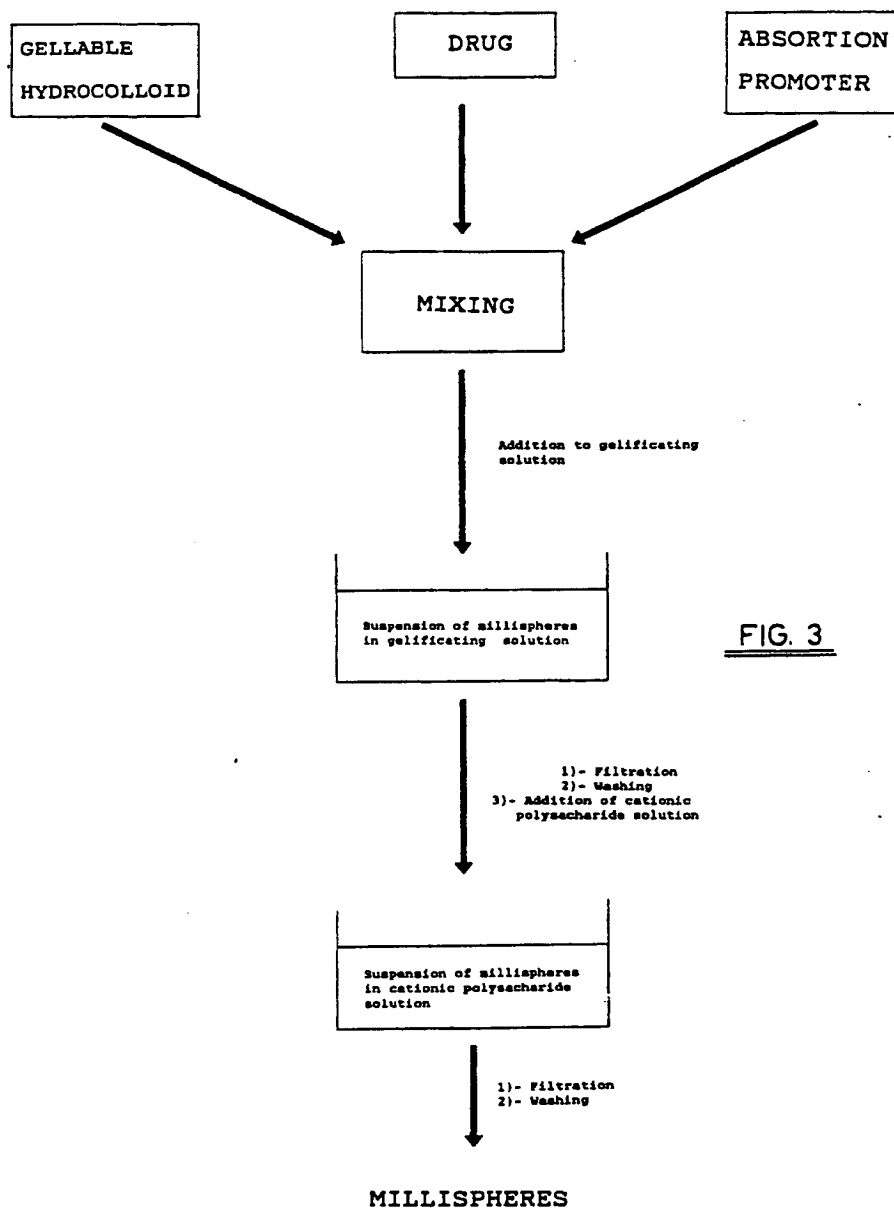 GELLABLE
HYDROCOLLOID
DRUG
ABSORTION
PROMOTER
MIXING
Addition to gelificating
solution
Suspension of millispheres
in gelificating solution
FIG. 3
1)- Filtration
2)- Washing
3)- Addition of cationic
polysacharide solution
Suspension of millispheres
in cationic polysacharide
solution
1)- Filtration
2)- Washing
MILLISPHERES